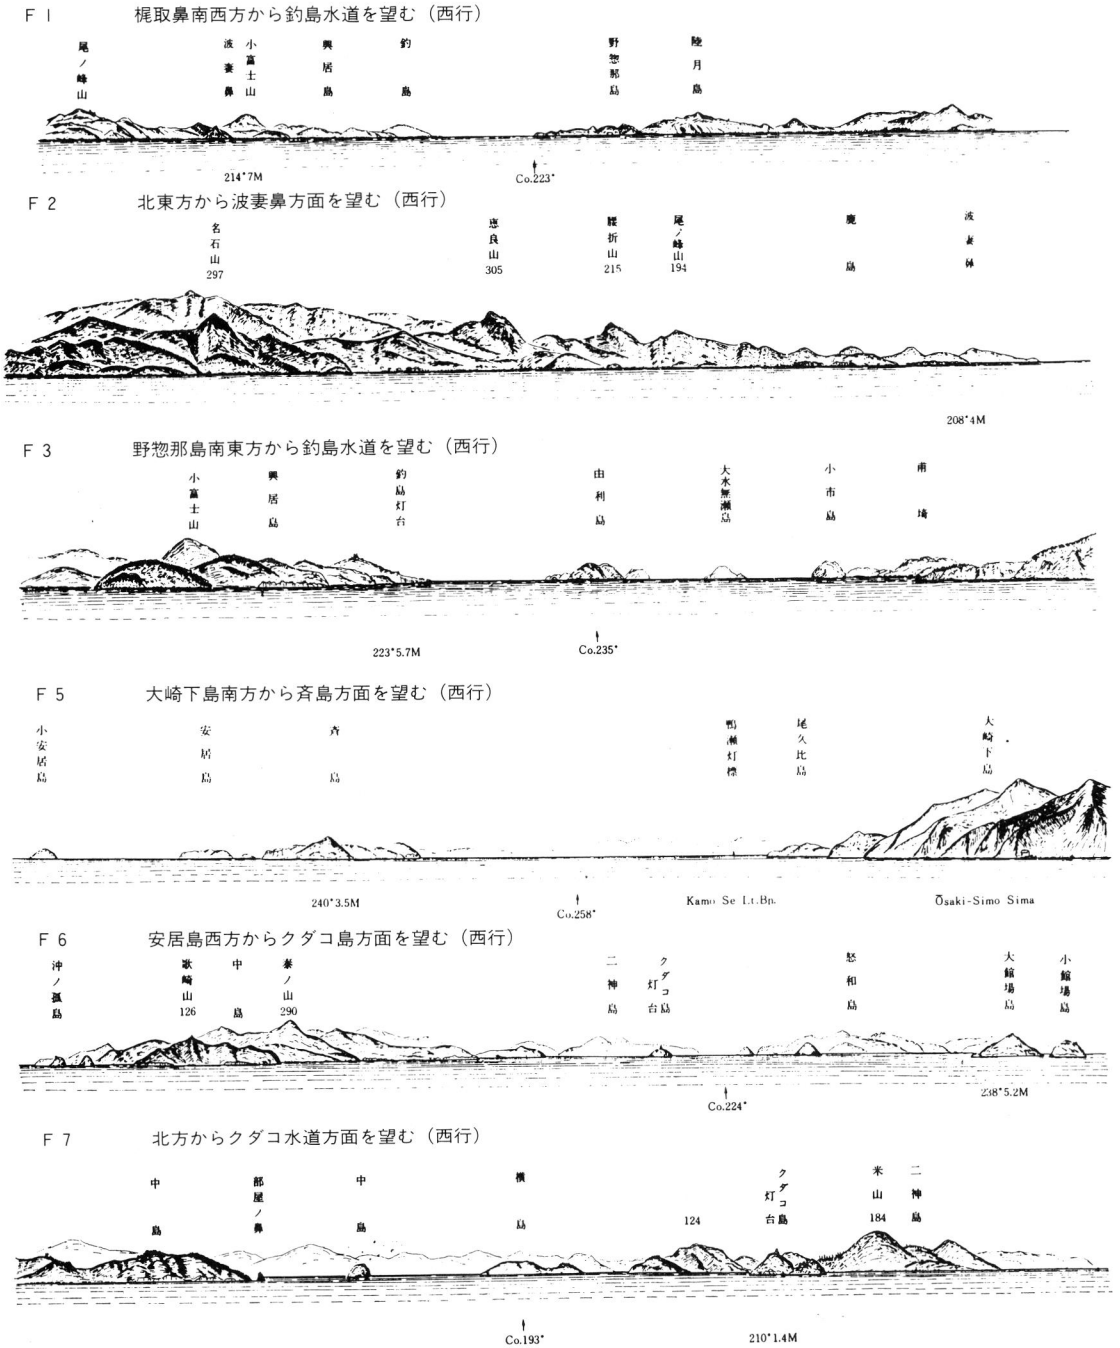 F 1 梶取鼻南西方から釣島水道を望む（西行）
尾ノ峰山
波妻鼻
小富士山
興居島
釣島
野惣那島
陸月島
214°7M
Co.223°
F 2 北東方から波妻鼻方面を望む（西行）
名石山
297
恵良山
305
腰折山
215
尾ノ峰山
194
鹿島
波妻鼻
208°4M
F 3 野惣那島南東方から釣島水道を望む（西行）
小富士山
興居島
釣島灯台
由利島
大水無瀬島
小市島
甫埼
223°5.7M
Co.235°
F 5 大崎下島南方から斉島方面を望む（西行）
小安居島
安居島
斉島
鴨瀬灯標
尾久比島
大崎下島
240°3.5M
Co.258°
Kamo Se Lt.Bn.
Ōsaki-Simo Sima
F 6 安居島西方からクダコ島方面を望む（西行）
沖ノ孤島
歌崎山
126
中島
泰ノ山
290
二神島
クダコ島
灯台
怒和島
大館場島
小館場島
Co.224°
238°5.2M
F 7 北方からクダコ水道方面を望む（西行）
中島
部屋ノ鼻
中島
横島
124
クダコ島
灯台
米山
184
二神島
Co.193°
210°1.4M